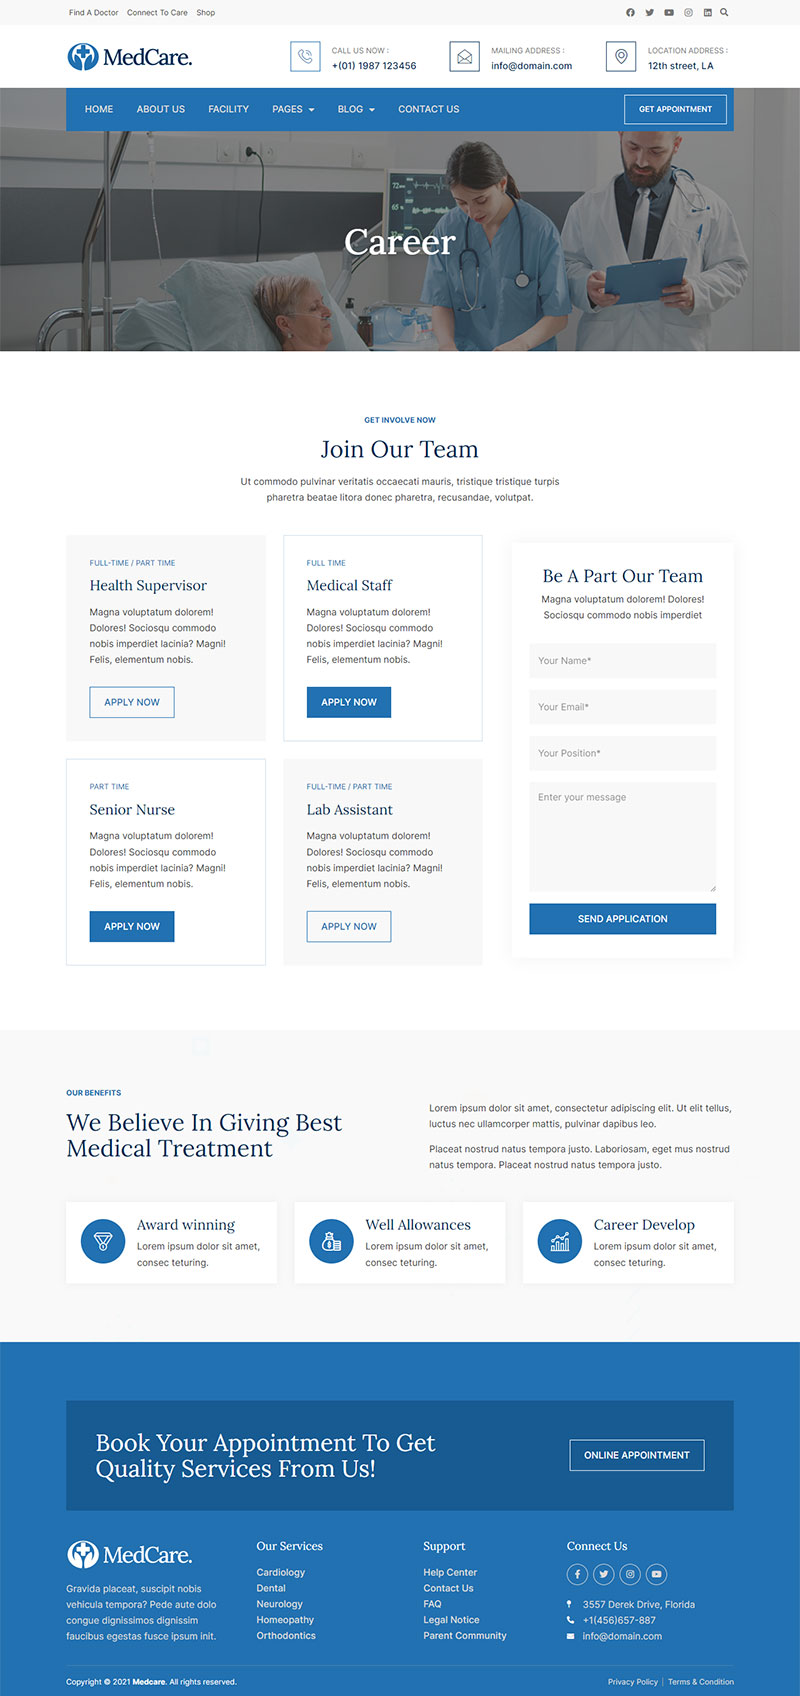 Find A Doctor Connect To Care Shop
MedCare.
CALL US NOW :
+(01) 1987 123456
MAILING ADDRESS :
info@domain.com
LOCATION ADDRESS :
12th street, LA
HOME ABOUT US FACILITY PAGES BLOG CONTACT US
GET APPOINTMENT
72
65
Career
GET INVOLVE NOW
Join Our Team
Ut commodo pulvinar veritatis occaecati mauris, tristique tristique turpis
pharetra beatae litora donec pharetra, recusandae, volutpat.
FULL-TIME / PART TIME
Health Supervisor
Magna voluptatum dolorem!
Dolores! Sociosqu commodo
nobis imperdiet lacinia? Magni!
Felis, elementum nobis.
APPLY NOW
FULL TIME
Medical Staff
Magna voluptatum dolorem!
Dolores! Sociosqu commodo
nobis imperdiet lacinia? Magni!
Felis, elementum nobis.
APPLY NOW
PART TIME
Senior Nurse
Magna voluptatum dolorem!
Dolores! Sociosqu commodo
nobis imperdiet lacinia? Magni!
Felis, elementum nobis.
APPLY NOW
FULL-TIME / PART TIME
Lab Assistant
Magna voluptatum dolorem!
Dolores! Sociosqu commodo
nobis imperdiet lacinia? Magni!
Felis, elementum nobis.
APPLY NOW
Be A Part Our Team
Magna voluptatum dolorem! Dolores!
Sociosqu commodo nobis imperdiet
Your Name*
Your Email*
Your Position*
Enter your message
SEND APPLICATION
OUR BENEFITS
We Believe In Giving Best
Medical Treatment
Lorem ipsum dolor sit amet, consectetur adipiscing elit. Ut elit tellus,
luctus nec ullamcorper mattis, pulvinar dapibus leo.
Placeat nostrud natus tempora justo. Laboriosam, eget mus nostrud
natus tempora. Placeat nostrud natus tempora justo.
Award winning
Lorem ipsum dolor sit amet,
consec teturing.
Well Allowances
Lorem ipsum dolor sit amet,
consec teturing.
Career Develop
Lorem ipsum dolor sit amet,
consec teturing.
Book Your Appointment To Get
Quality Services From Us!
ONLINE APPOINTMENT
MedCare.
Gravida placeat, suscipit nobis
vehicula tempora? Pede aute dolo
congue dignissimos dignissim
faucibus egestas fusce ipsum init.
Our Services
Cardiology
Dental
Neurology
Homeopathy
Orthodontics
Support
Help Center
Contact Us
FAQ
Legal Notice
Parent Community
Connect Us
3557 Derek Drive, Florida
+1(456)657-887
info@domain.com
Copyright © 2021 Medcare. All rights reserved.
Privacy Policy | Terms & Condition